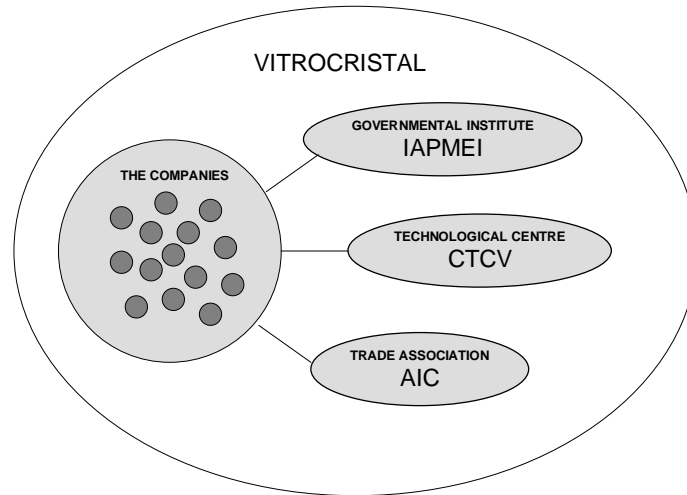 VITROCRISTAL
GOVERNMENTAL INSTITUTE
IAPMEI
THE COMPANIES
TECHNOLOGICAL CENTRE
CTCV
TRADE ASSOCIATION
AIC